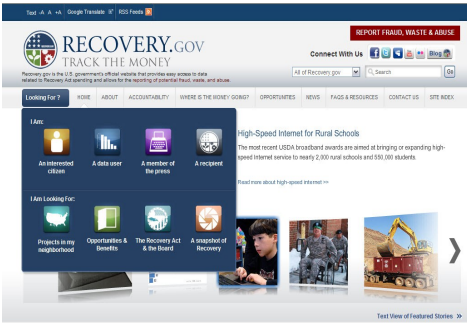 Text -A A +A Google Translate RSS Feeds
REPORT FRAUD, WASTE & ABUSE
RECOVERY.GOV
TRACK THE MONEY
Connect With Us
Blog
Recovery.gov is the U.S. government's official website that provides easy access to data
related to Recovery Act spending and allows for the reporting of potential fraud, waste, and abuse.
All of Recovery.gov
Search
Go
Looking For ? HOME ABOUT ACCOUNTABILITY WHERE IS THE MONEY GOING? OPPORTUNITIES NEWS FAQS & RESOURCES CONTACT US SITE INDEX
I Am:
An interested
citizen
A data user
A member of
the press
A recipient
I Am Looking For:
Projects in my
neighborhood
Opportunities &
Benefits
The Recovery Act
& the Board
A snapshot of
Recovery
High-Speed Internet for Rural Schools
The most recent USDA broadband awards are aimed at bringing or expanding high-
speed internet service to nearly 2,000 rural schools and 550,000 students.
Read more about high-speed internet >>
Text View of Featured Stories »